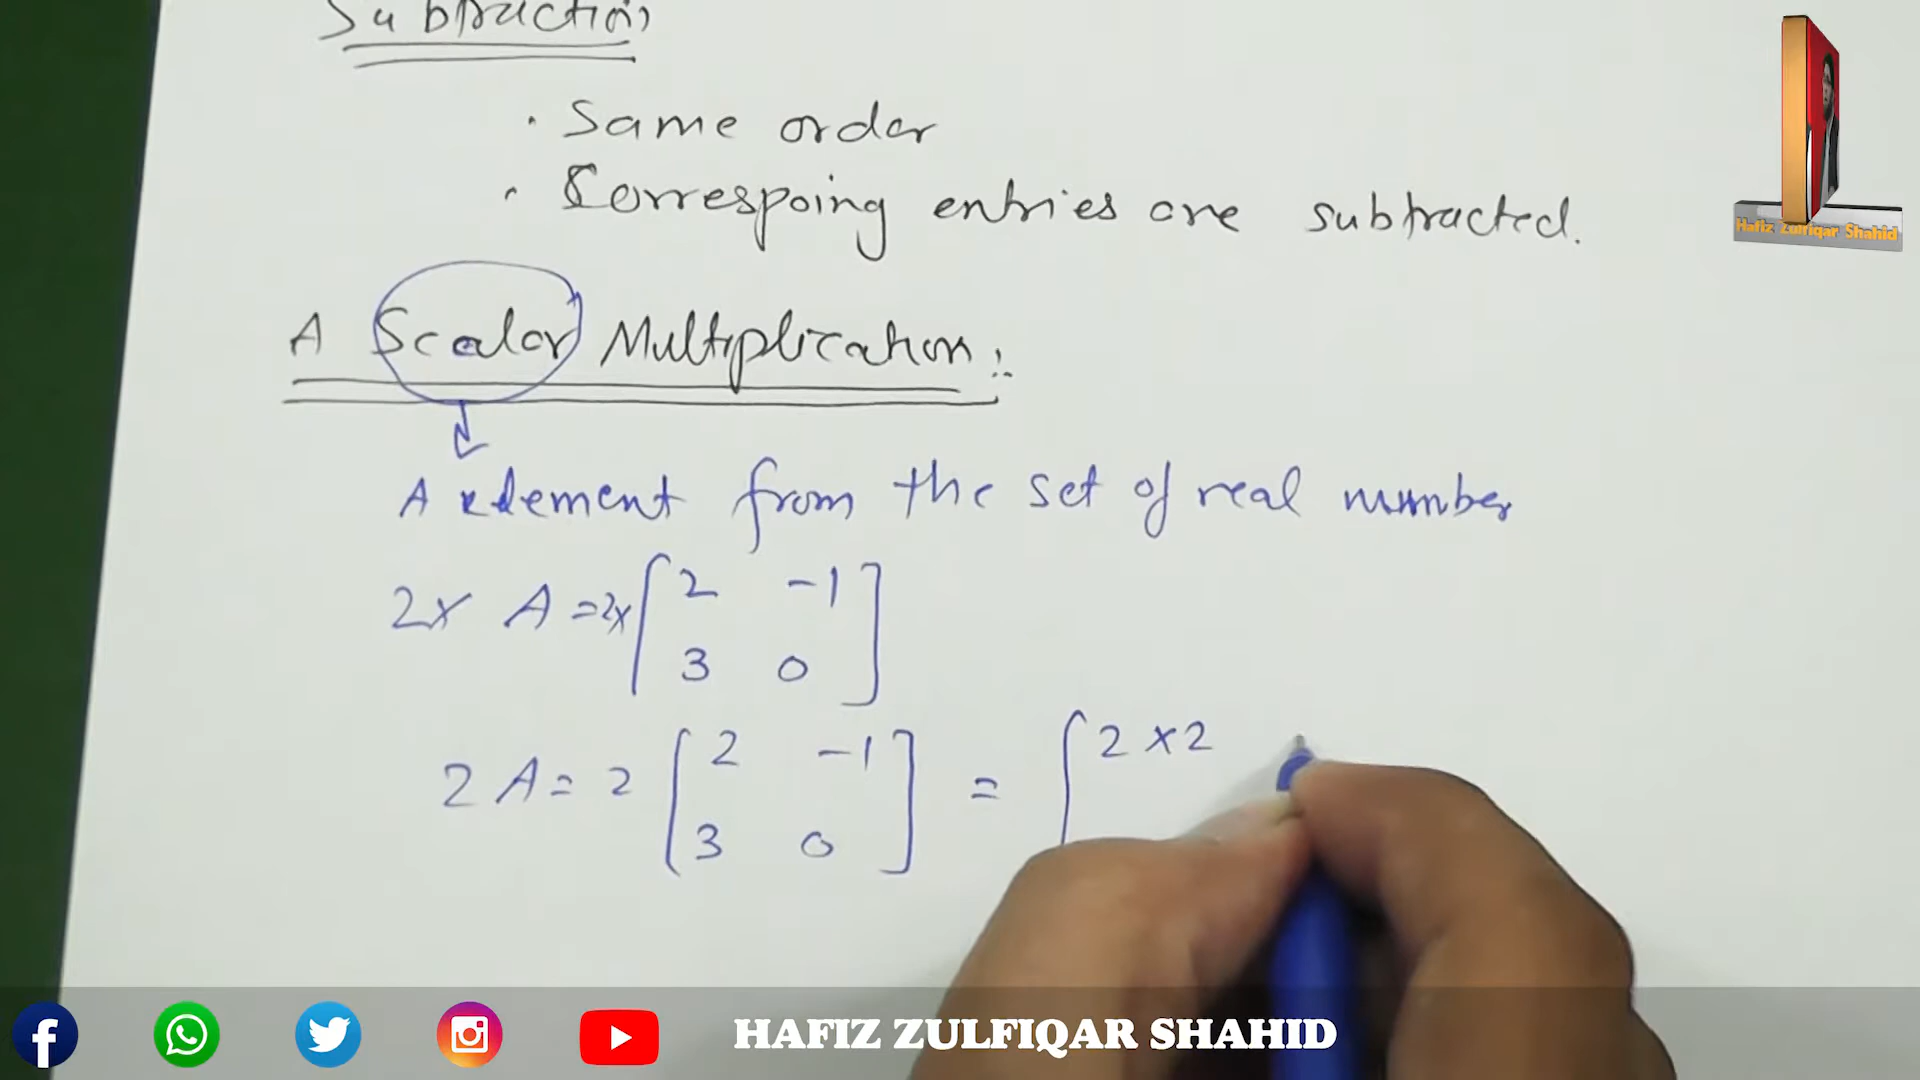 Subtraction
Hafiz Zulfiqar Shahid
· Same order
· Correspoing entries are subtracted.
A Scalar Multiplication :.
A element from the set of real number
2x A = 2x [ 2 -1
3 0 ]
2 A = 2 [ 2 -1
3 0 ] = [ 2 x 2
HAFIZ ZULFIQAR SHAHID